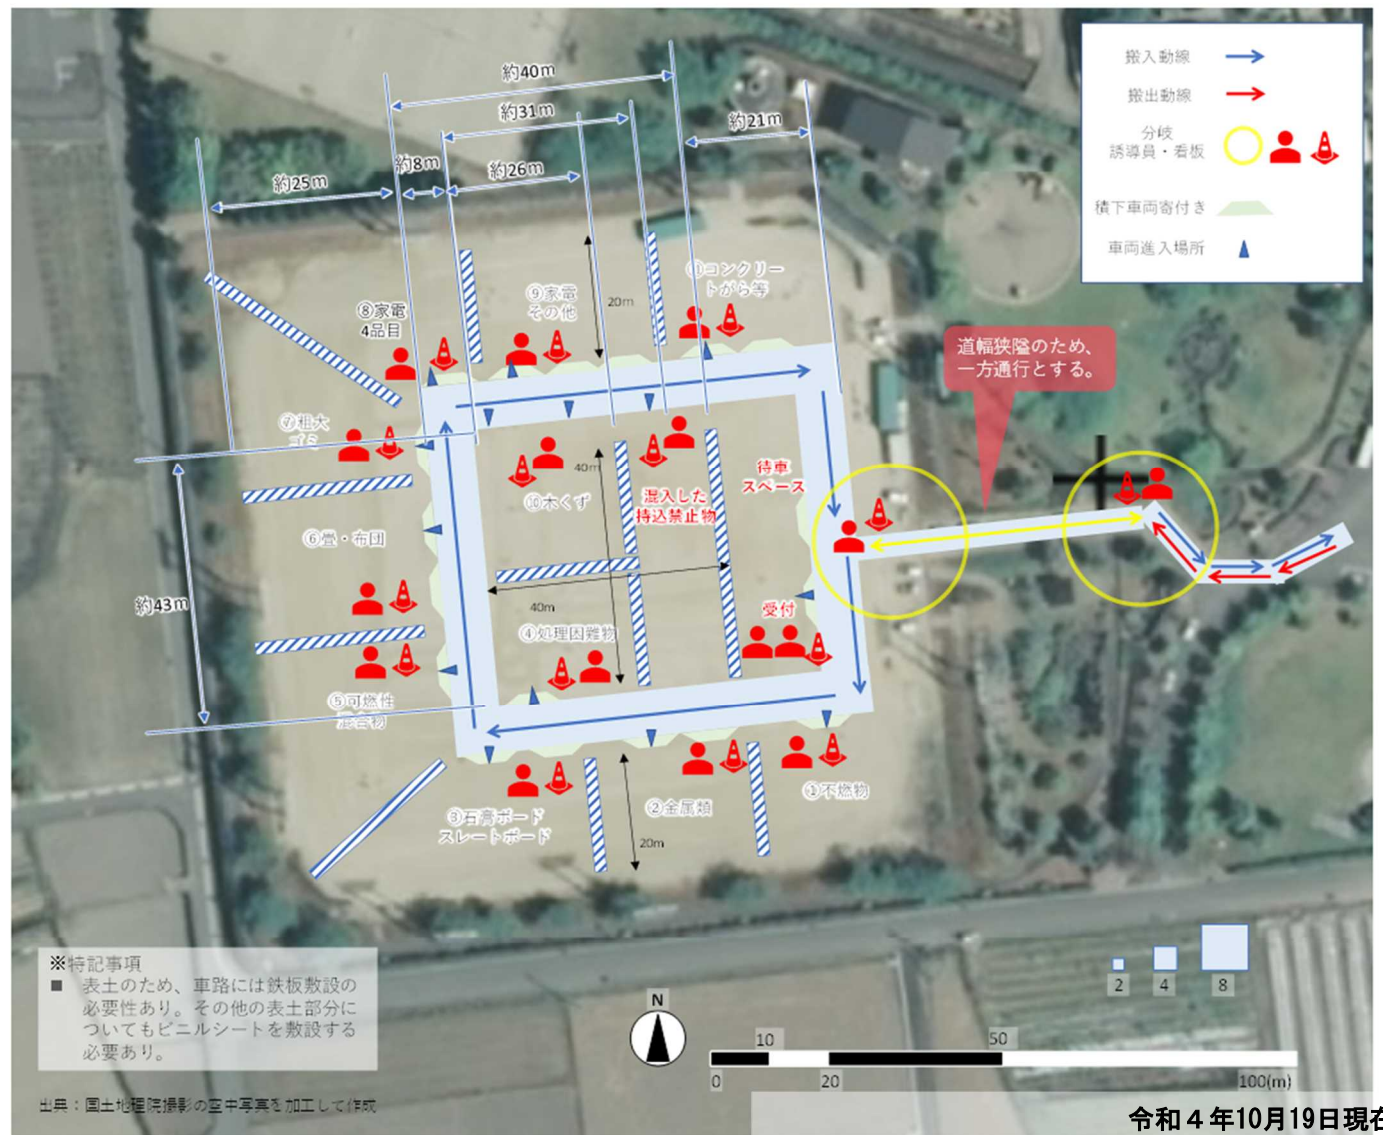 約40m
約31m
約21m
約8m
約26m
約25m
搬入動線
搬出動線
分岐
誘導員・看板
積下車両寄付き
車両進入場所
⑧家電
4品目
⑨家電
その他
20m
⑪コンクリー
トがら等
道幅狭隘のため、
一方通行とする。
⑦粗大
ゴミ
40m
⑩木くず
混入した
持込禁止物
待車
スペース
⑥畳・布団
約43m
40m
④処理困難物
受付
⑤可燃性
混合物
③石膏ボード
スレートボード
②金属類
20m
①不燃物
※特記事項
■ 表土のため、車路には鉄板敷設の
必要性あり。その他の表土部分に
ついてもビニルシートを敷設する
必要あり。
出典：国土地理院撮影の空中写真を加工して作成
N
2 4 8
10 50
0 20 100(m)
令和４年10月19日現在